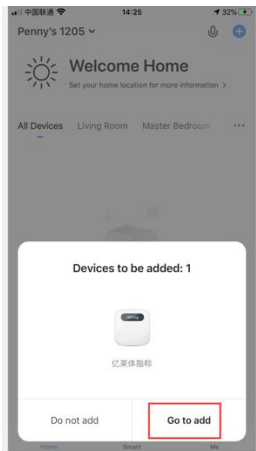 中国联通 14:25 32%
Penny's 1205
Welcome Home
Set your home location for more information >
All Devices Living Room Master Bedroom ...
Devices to be added: 1
亿莱体脂称
Do not add Go to add
Home Smart Me